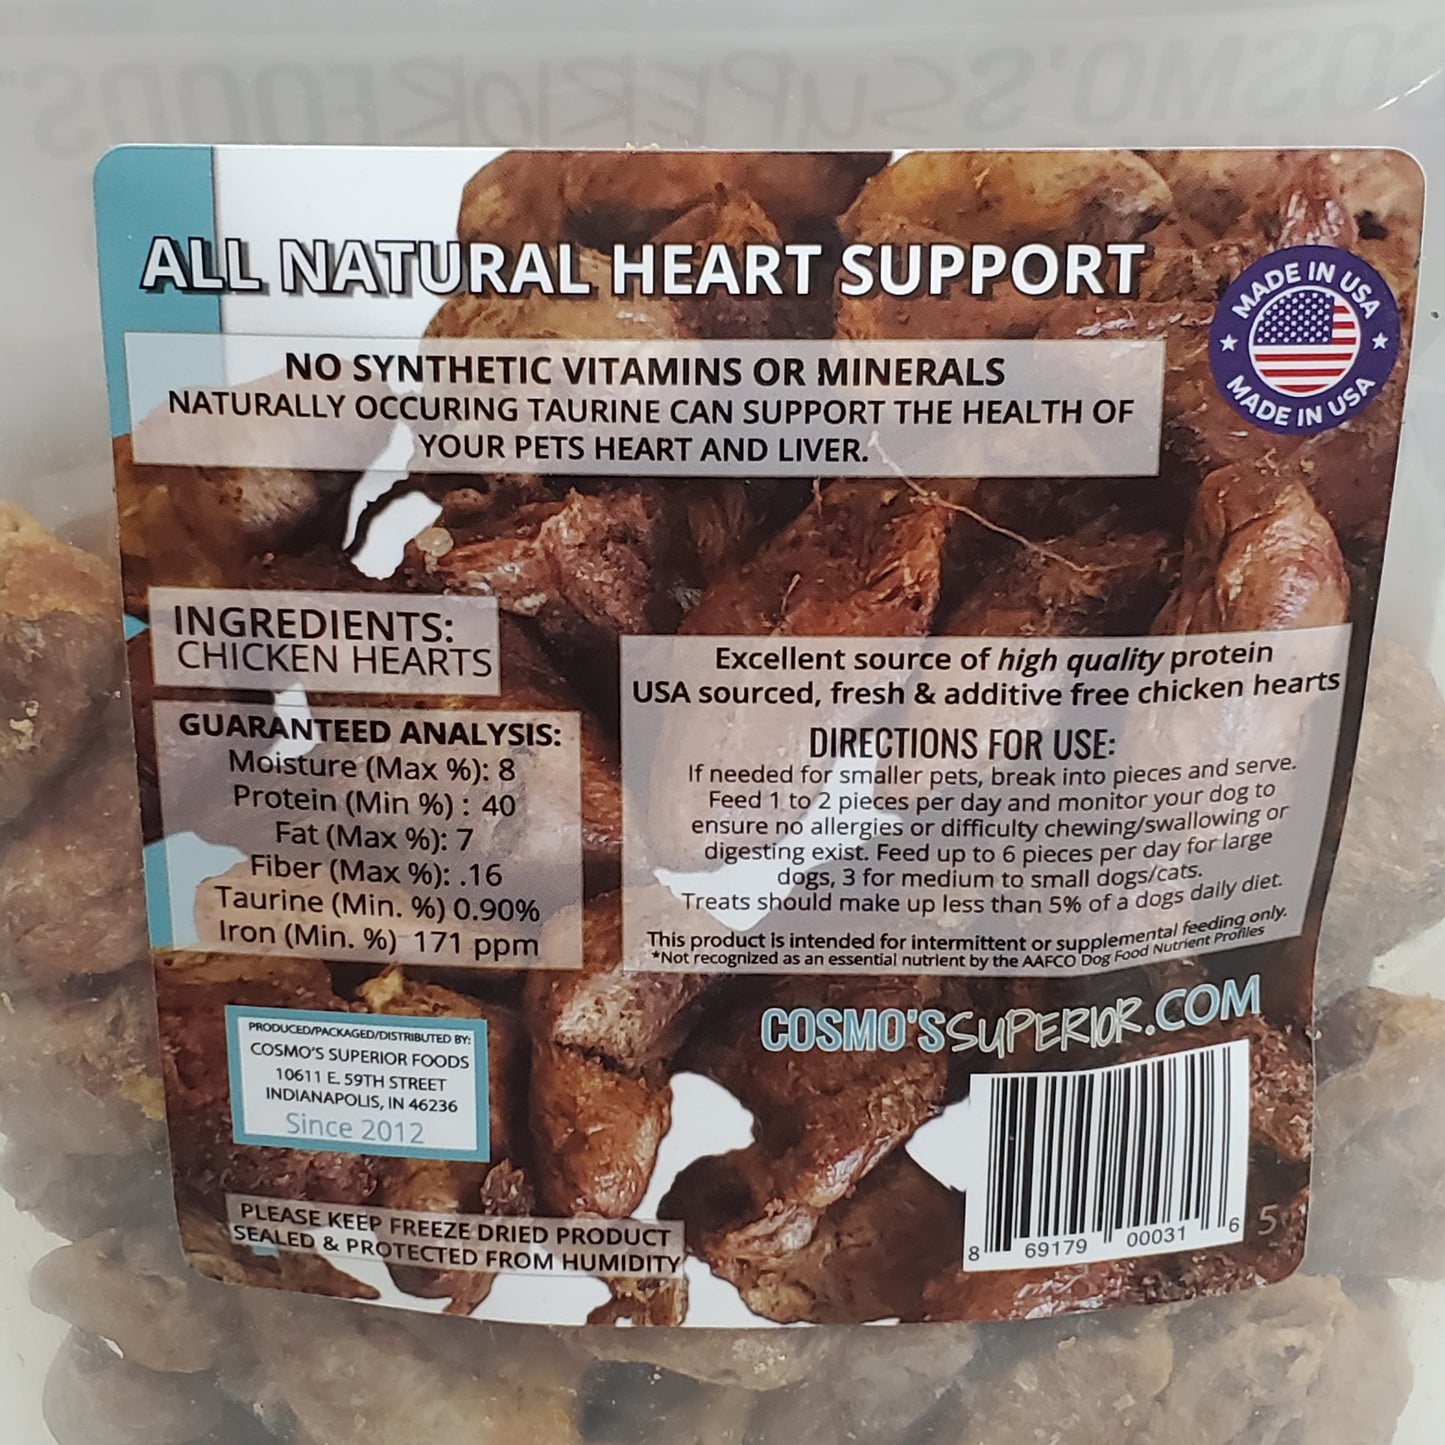 COSMO'S SUPERIOR FOODS
ALL NATURAL HEART SUPPORT
MADE IN USA
MADE IN USA
NO SYNTHETIC VITAMINS OR MINERALS
NATURALLY OCCURING TAURINE CAN SUPPORT THE HEALTH OF
YOUR PETS HEART AND LIVER.
INGREDIENTS:
CHICKEN HEARTS
GUARANTEED ANALYSIS:
Moisture (Max %): 8
Protein (Min %) : 40
Fat (Max %): 7
Fiber (Max %): .16
Taurine (Min. %) 0.90%
Iron (Min. %) 171 ppm
Excellent source of high quality protein
USA sourced, fresh & additive free chicken hearts
DIRECTIONS FOR USE:
If needed for smaller pets, break into pieces and serve.
Feed 1 to 2 pieces per day and monitor your dog to
ensure no allergies or difficulty chewing/swallowing or
digesting exist. Feed up to 6 pieces per day for large
dogs, 3 for medium to small dogs/cats.
Treats should make up less than 5% of a dogs daily diet.
This product is intended for intermittent or supplemental feeding only.
*Not recognized as an essential nutrient by the AAFCO Dog Food Nutrient Profiles
COSMO'S SUPERIOR.COM
PRODUCED/PACKAGED/DISTRIBUTED BY:
COSMO'S SUPERIOR FOODS
10611 E. 59TH STREET
INDIANAPOLIS, IN 46236
Since 2012
PLEASE KEEP FREEZE DRIED PRODUCT
SEALED & PROTECTED FROM HUMIDITY
8 69179 00031 6
5